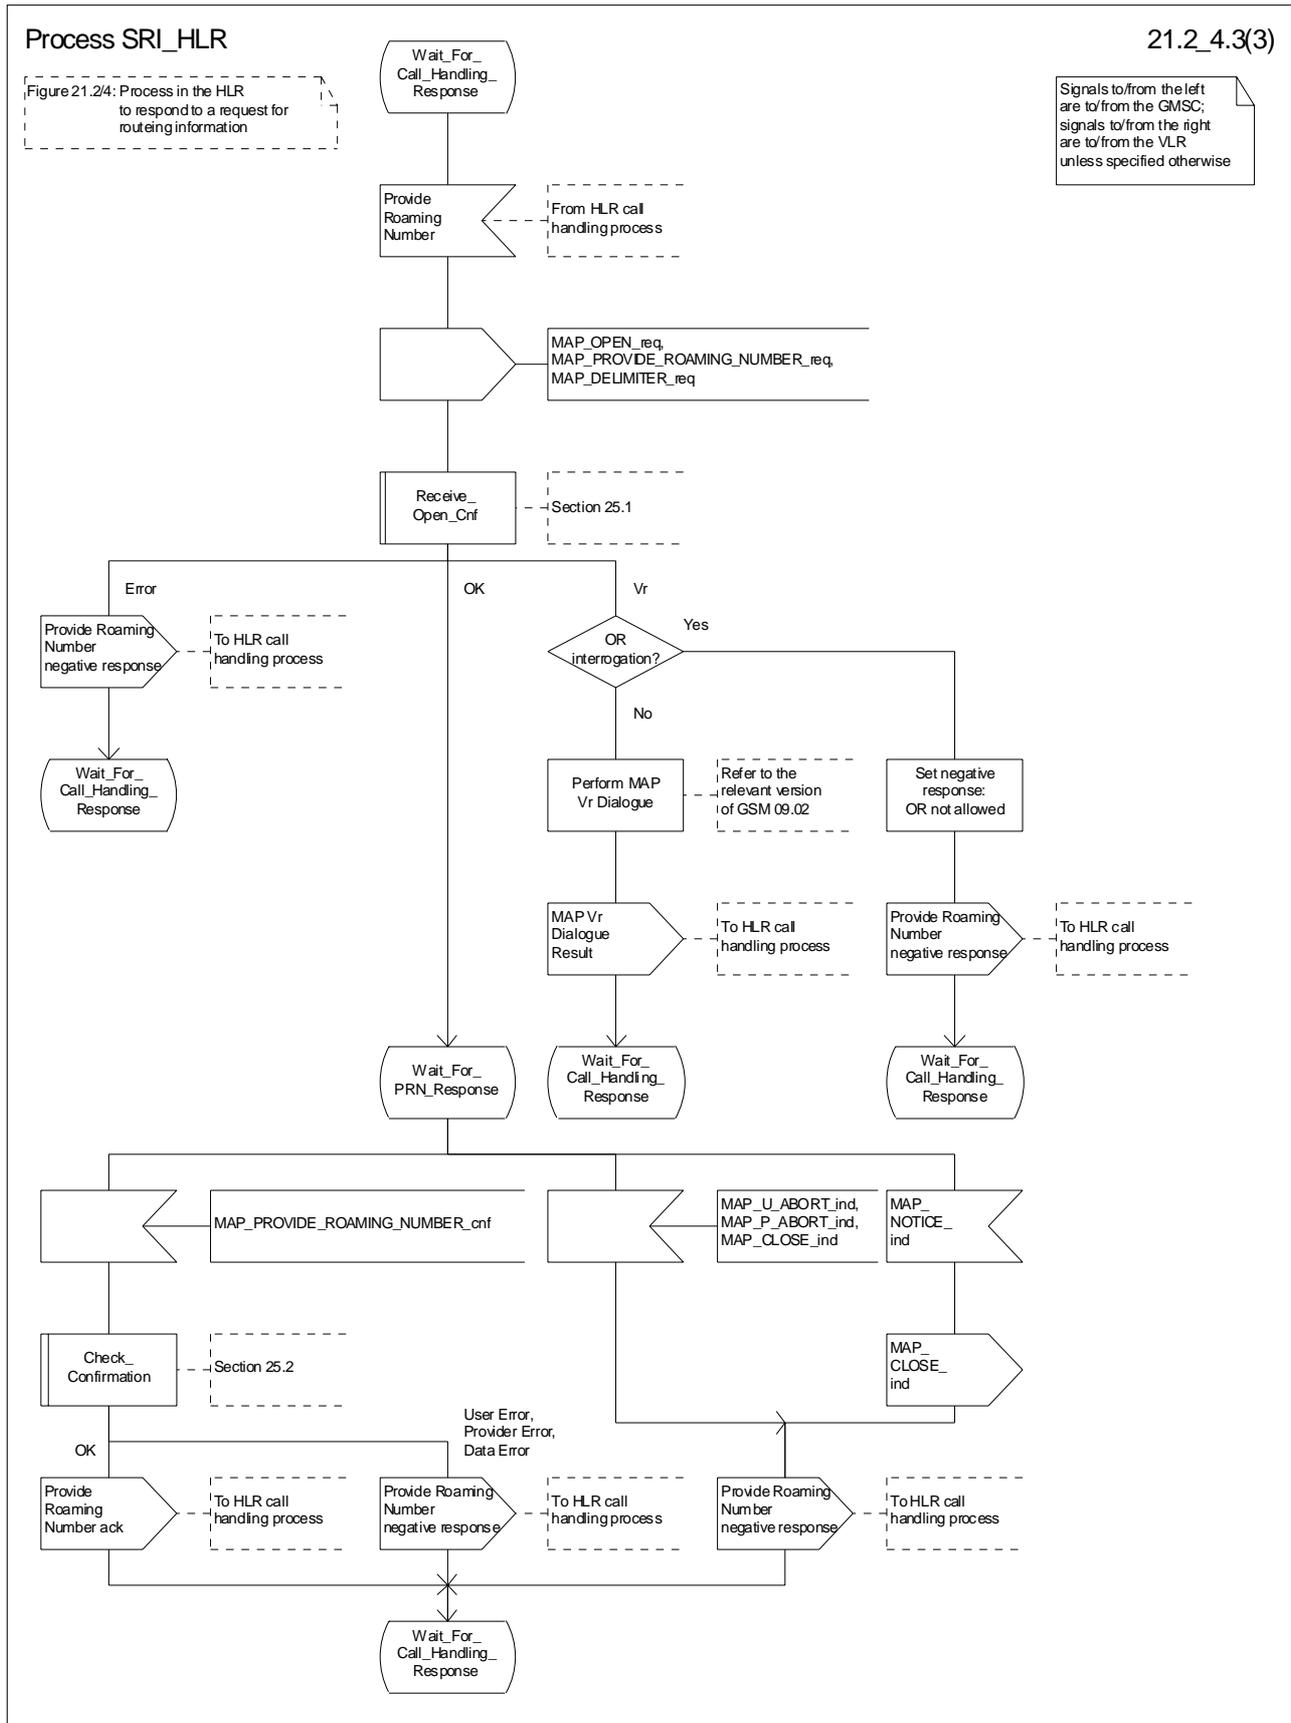 Process SRI_HLR
21.2_4.3(3)
Figure 21.2/4: Process in the HLR
to respond to a request for
routeing information
Wait_For_
Call_Handling_
Response
Signals to/from the left
are to/from the GMSC;
signals to/from the right
are to/from the VLR
unless specified otherwise
Provide
Roaming
Number
From HLR call
handling process
MAP_OPEN_req,
MAP_PROVIDE_ROAMING_NUMBER_req,
MAP_DELIMITER_req
Receive_
Open_Cnf
Section 25.1
Error
OK
Vr
Provide Roaming
Number
negative response
To HLR call
handling process
OR
interrogation?
Yes
No
Wait_For_
Call_Handling_
Response
Perform MAP
Vr Dialogue
Refer to the
relevant version
of GSM 09.02
Set negative
response:
OR not allowed
MAP Vr
Dialogue
Result
To HLR call
handling process
Provide Roaming
Number
negative response
To HLR call
handling process
Wait_For_
PRN_Response
Wait_For_
Call_Handling_
Response
Wait_For_
Call_Handling_
Response
MAP_PROVIDE_ROAMING_NUMBER_cnf
MAP_U_ABORT_ind,
MAP_P_ABORT_ind,
MAP_CLOSE_ind
MAP_
NOTICE_
ind
Check_
Confirmation
Section 25.2
MAP_
CLOSE_
ind
OK
User Error,
Provider Error,
Data Error
Provide
Roaming
Number ack
To HLR call
handling process
Provide Roaming
Number
negative response
To HLR call
handling process
Provide Roaming
Number
negative response
To HLR call
handling process
Wait_For_
Call_Handling_
Response